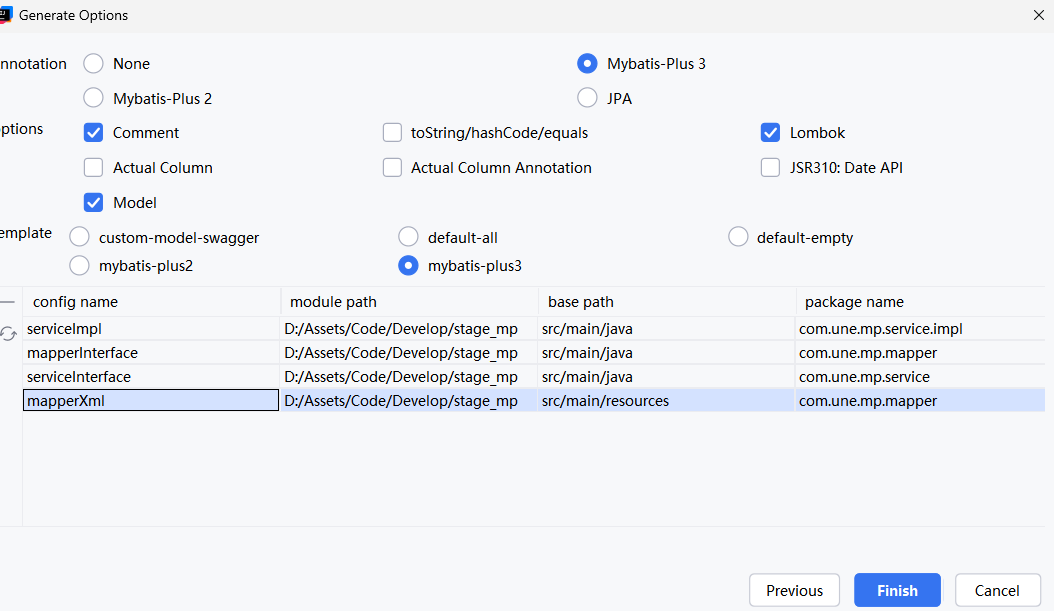 Generate Options
nnotation None Mybatis-Plus 3
Mybatis-Plus 2 JPA
ptions Comment toString/hashCode/equals Lombok
Actual Column Actual Column Annotation JSR310: Date API
Model
emplate custom-model-swagger default-all default-empty
mybatis-plus2 mybatis-plus3
config name module path base path package name
serviceImpl D:/Assets/Code/Develop/stage_mp src/main/java com.une.mp.service.impl
mapperInterface D:/Assets/Code/Develop/stage_mp src/main/java com.une.mp.mapper
serviceInterface D:/Assets/Code/Develop/stage_mp src/main/java com.une.mp.service
mapperXml D:/Assets/Code/Develop/stage_mp src/main/resources com.une.mp.mapper
Previous Finish Cancel